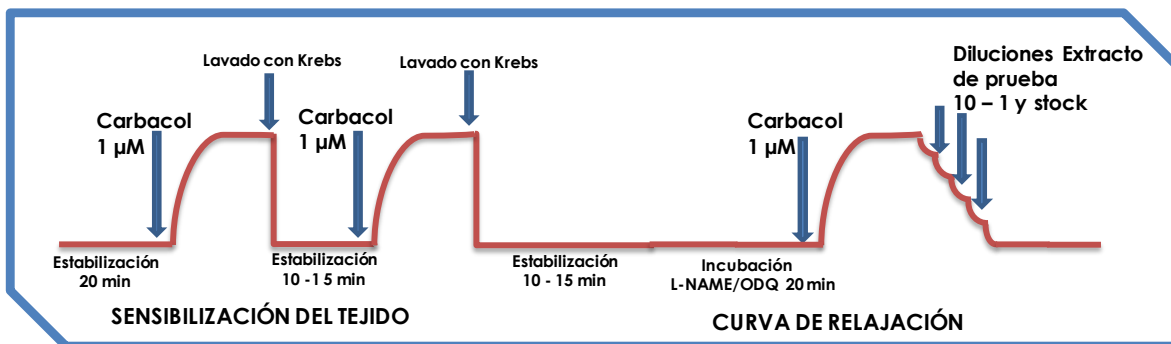 Lavado con Krebs
Carbacol
1 µM
Lavado con Krebs
Carbacol
1 µM
Carbacol
1 µM
Diluciones Extracto
de prueba
10 – 1 y stock
Estabilización
20 min
Estabilización
10 -15 min
Estabilización
10 - 15 min
Incubación
L-NAME/ODQ 20 min
SENSIBILIZACIÓN DEL TEJIDO
CURVA DE RELAJACIÓN